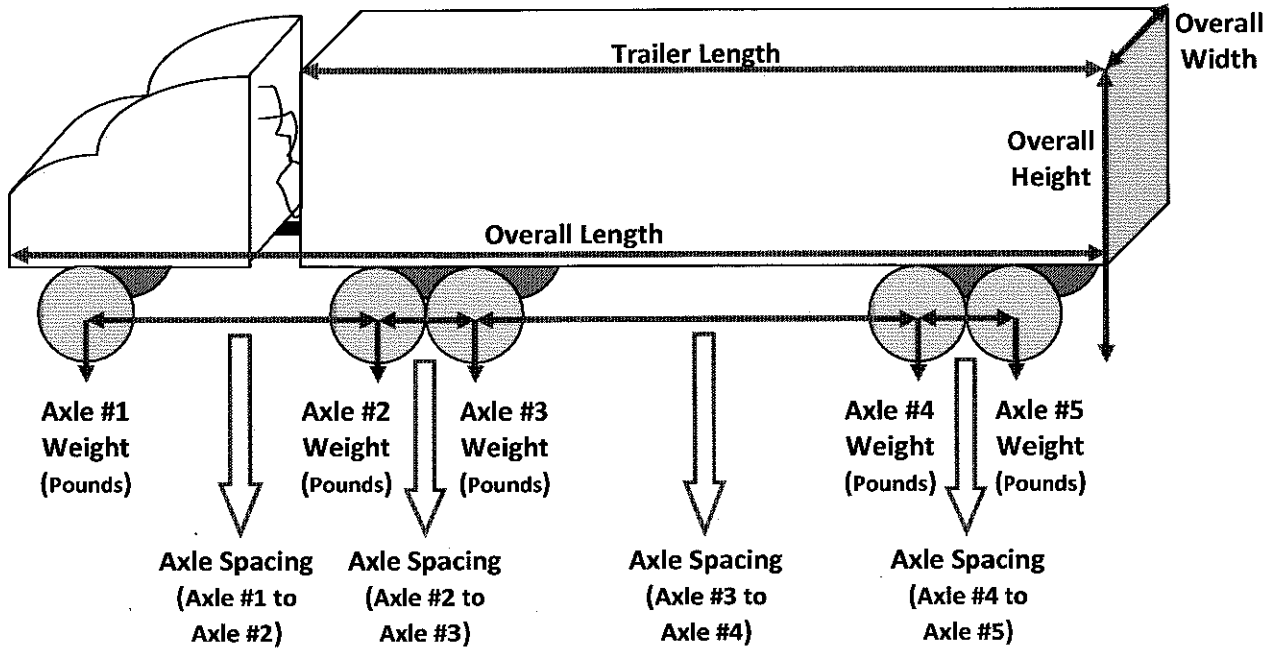 Overall
Width
Trailer Length
Overall
Height
Overall Length
Axle #1
Weight
(Pounds)
Axle #2
Weight
(Pounds)
Axle #3
Weight
(Pounds)
Axle #4
Weight
(Pounds)
Axle #5
Weight
(Pounds)
Axle Spacing
(Axle #1 to
Axle #2)
Axle Spacing
(Axle #2 to
Axle #3)
Axle Spacing
(Axle #3 to
Axle #4)
Axle Spacing
(Axle #4 to
Axle #5)